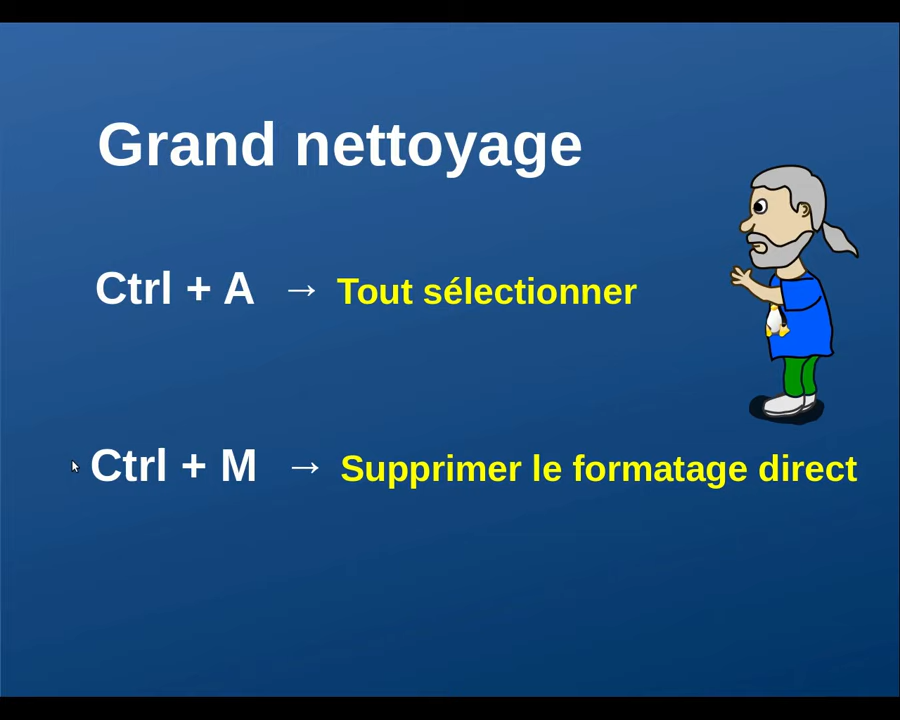 Grand nettoyage
Ctrl + A → Tout sélectionner
Ctrl + M → Supprimer le formatage direct